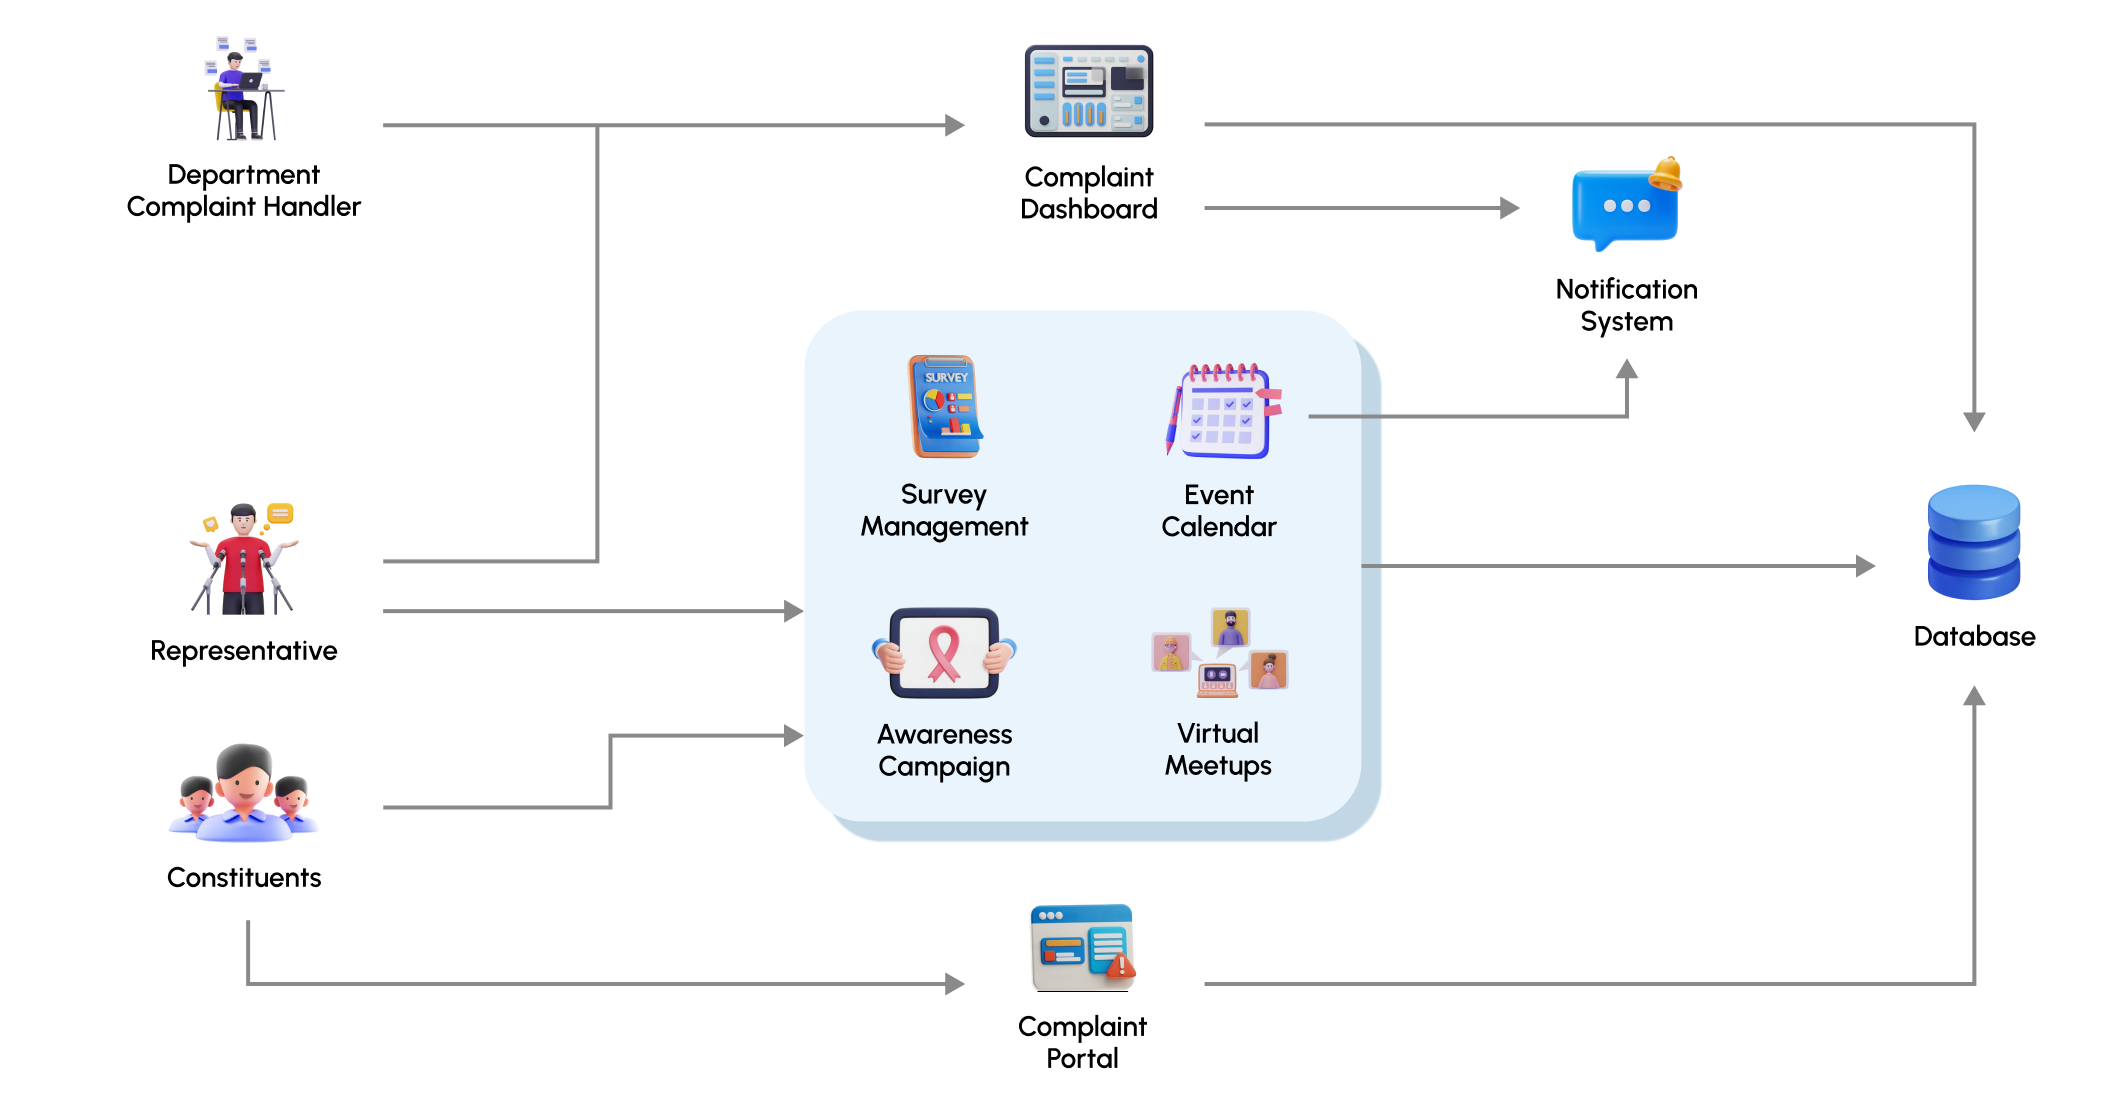 Department
Complaint Handler
Complaint
Dashboard
Notification
System
SURVEY
Survey
Management
Event
Calendar
Representative
Database
Awareness
Campaign
Virtual
Meetups
Constituents
Complaint
Portal